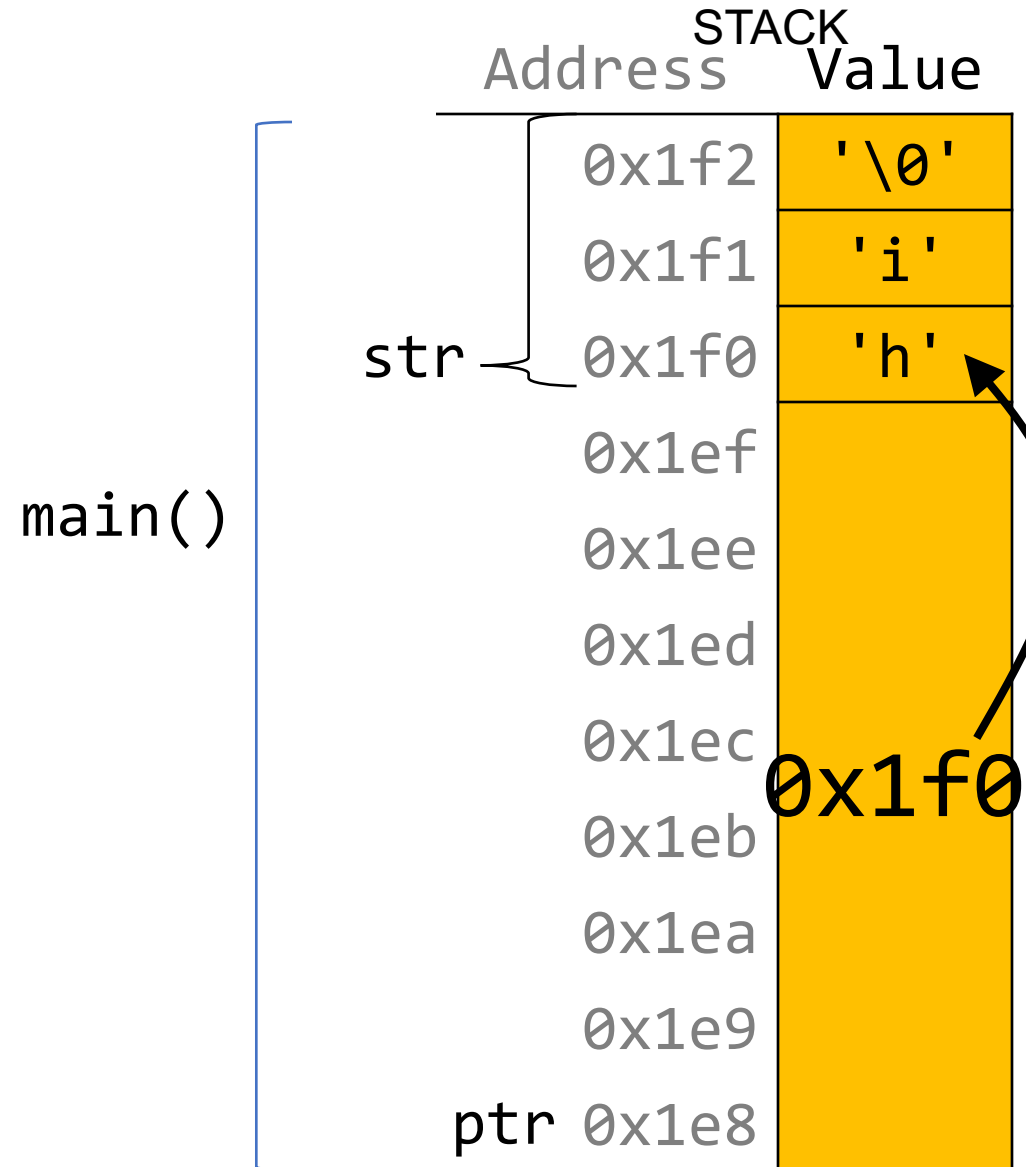 STACK
Address Value
0x1f2 '\0'
0x1f1 'i'
str 0x1f0 'h'
0x1ef
main()
0x1ee
0x1ed
0x1ec
0x1f0
0x1eb
0x1ea
0x1e9
ptr 0x1e8